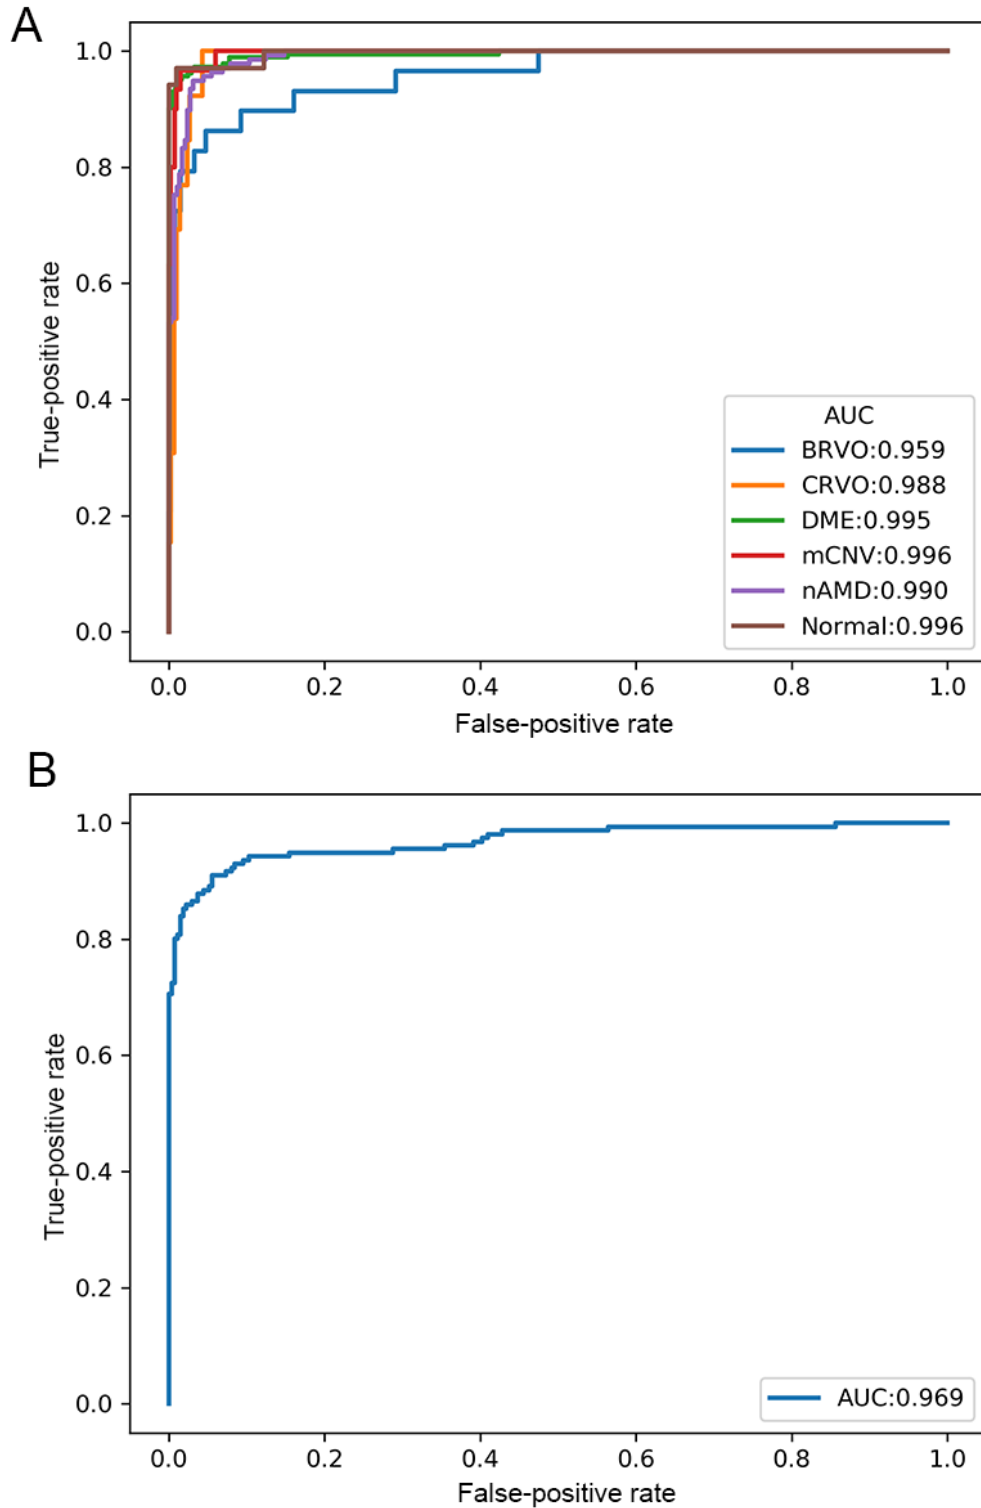 A
1.0
0.8
0.6
0.4
0.2
0.0
True-positive rate
AUC
BRVO:0.959
CRVO:0.988
DME:0.995
mCNV:0.996
nAMD:0.990
Normal:0.996
0.0 0.2 0.4 0.6 0.8 1.0
False-positive rate
B
1.0
0.8
0.6
0.4
0.2
0.0
True-positive rate
AUC:0.969
0.0 0.2 0.4 0.6 0.8 1.0
False-positive rate